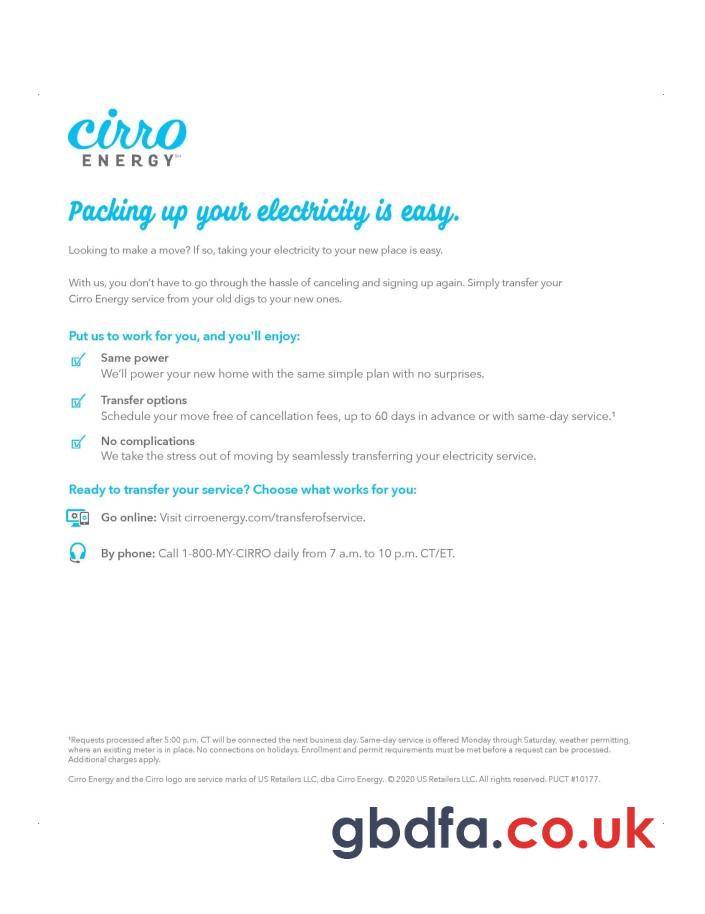 cirro
ENERGY℠
Packing up your electricity is easy.
Looking to make a move? If so, taking your electricity to your new place is easy.
With us, you don't have to go through the hassle of canceling and signing up again. Simply transfer your
Cirro Energy service from your old digs to your new ones.
Put us to work for you, and you'll enjoy:
Same power
We'll power your new home with the same simple plan with no surprises.
Transfer options
Schedule your move free of cancellation fees, up to 60 days in advance or with same-day service.¹
No complications
We take the stress out of moving by seamlessly transferring your electricity service.
Ready to transfer your service? Choose what works for you:
Go online: Visit cirroenergy.com/transferofservice.
By phone: Call 1-800-MY-CIRRO daily from 7 a.m. to 10 p.m. CT/ET.
¹Requests processed after 5:00 p.m. CT will be connected the next business day. Same-day service is offered Monday through Saturday, weather permitting,
where an existing meter is in place. No connections on holidays. Enrollment and permit requirements must be met before a request can be processed.
Additional charges apply.
Cirro Energy and the Cirro logo are service marks of US Retailers LLC, dba Cirro Energy. © 2020 US Retailers LLC. All rights reserved. PUCT #10177.
gbdfa.co.uk